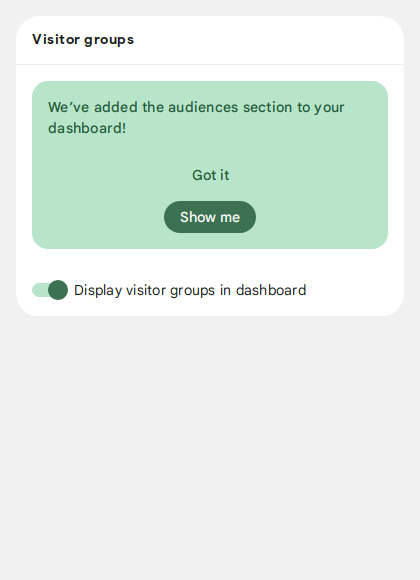 Visitor groups
We’ve added the audiences section to your
dashboard!
Got it
Show me
Display visitor groups in dashboard